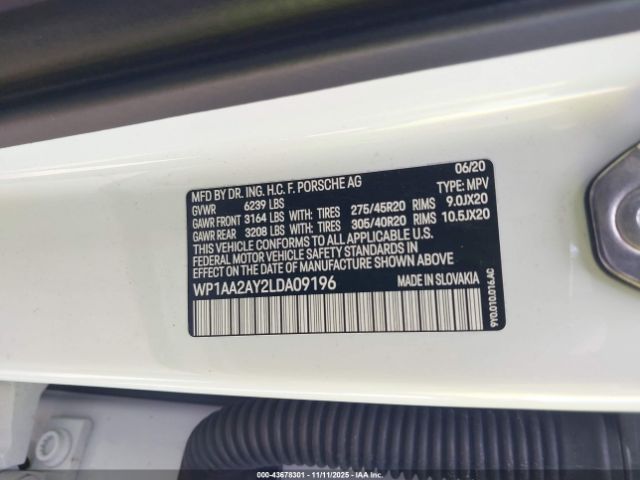 MFD BY DR. ING. H.C. F. PORSCHE AG 06/20
GVWR 6239 LBS TYPE: MPV
GAWR FRONT 3164 LBS WITH: TIRES 275/45R20 RIMS 9.0JX20
GAWR REAR 3208 LBS WITH: TIRES 305/40R20 RIMS 10.5JX20
THIS VEHICLE CONFORMS TO ALL APPLICABLE U.S.
FEDERAL MOTOR VEHICLE SAFETY STANDARDS
IN EFFECT ON THE DATE OF MANUFACTURE SHOWN ABOVE
WP1AA2AY2LDA09196 MADE IN SLOVAKIA
9Y0.010.016.AC
000-43678301 - 11/11/2025 - IAA Inc.